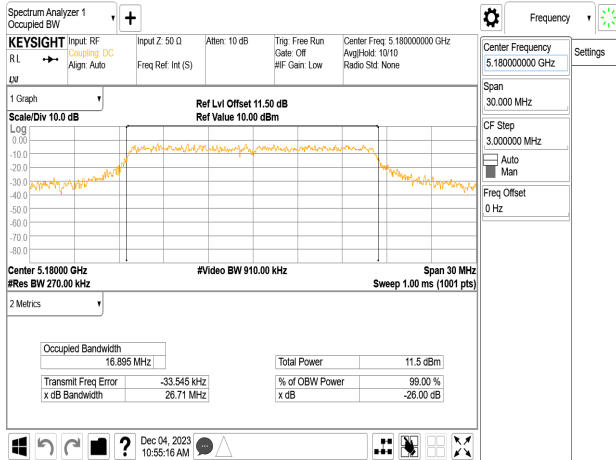 Spectrum Analyzer 1
Occupied BW
Frequency
KEYSIGHT
RL
LXI
Input: RF
Coupling: DC
Align: Auto
Input Z: 50 Ω
Freq Ref: Int (S)
Atten: 10 dB
Trig: Free Run
Gate: Off
#IF Gain: Low
Center Freq: 5.180000000 GHz
Avg|Hold: 10/10
Radio Std: None
Center Frequency
5.180000000 GHz
Settings
Span
30.000 MHz
CF Step
3.000000 MHz
Auto
Man
Freq Offset
0 Hz
1 Graph
Ref Lvl Offset 11.50 dB
Scale/Div 10.0 dB
Ref Value 10.00 dBm
Log
0.00
-10.0
-20.0
-30.0
-40.0
-50.0
-60.0
-70.0
-80.0
Center 5.18000 GHz
#Video BW 910.00 kHz
Span 30 MHz
#Res BW 270.00 kHz
Sweep 1.00 ms (1001 pts)
2 Metrics
Occupied Bandwidth
16.895 MHz
Total Power 11.5 dBm
Transmit Freq Error -33.545 kHz
% of OBW Power 99.00 %
x dB Bandwidth 26.71 MHz
x dB -26.00 dB
?
Dec 04, 2023
10:55:16 AM